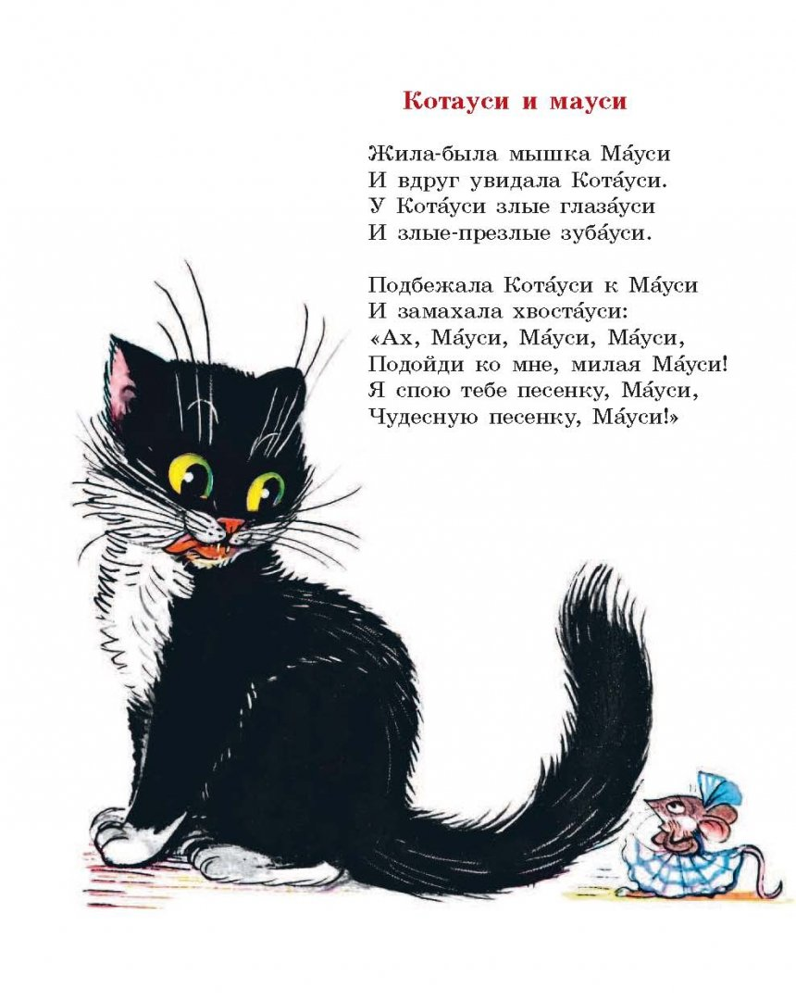 Котауси и мауси
Жила-была мышка Ма́уси
И вдруг увидала Кота́уси.
У Кота́уси злые глаза́уси
И злые-презлые зуба́уси.
Подбежала Кота́уси к Ма́уси
И замахала хвоста́уси:
«Ах, Ма́уси, Ма́уси, Ма́уси,
Подойди ко мне, милая Ма́уси!
Я спою тебе песенку, Ма́уси,
Чудесную песенку, Ма́уси!»